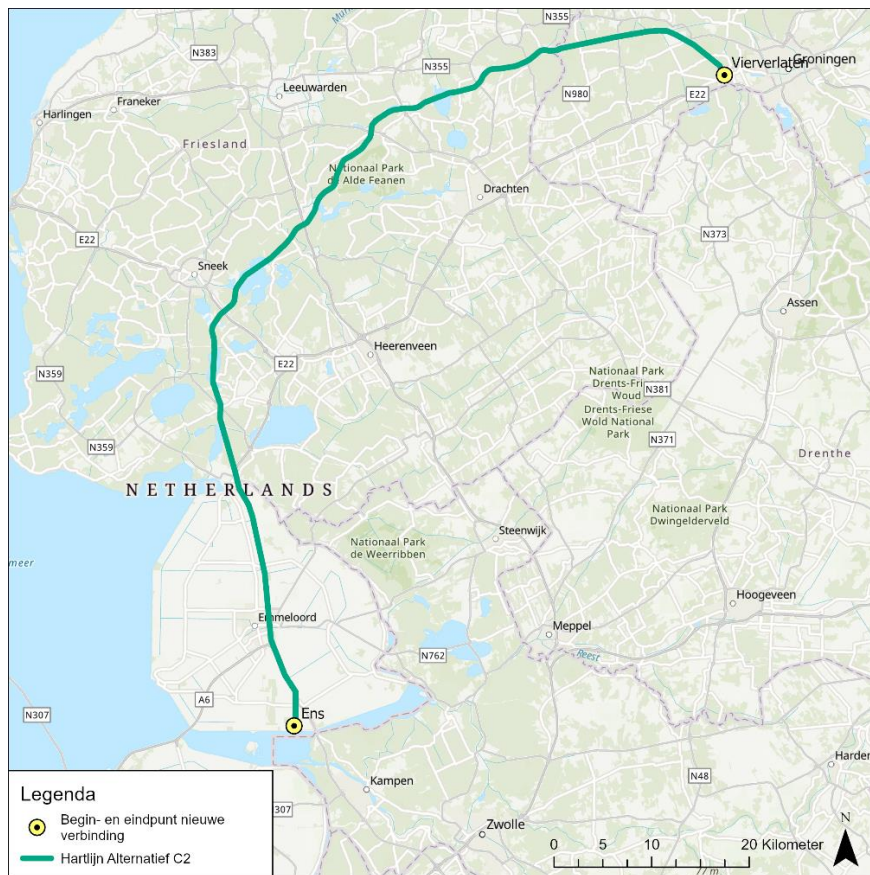 N355
N383
Leeuwarden
N355
Vierverlaten
Groningen
N980
E22
Franeker
Harlingen
Friesland
Nationaal Park
de Alde Feanen
Drachten
E22
N373
Sneek
Assen
Heerenveen
E22
N359
Nationaal Park
Drents-Friese
Woud
Drents-Friese
Wold National
Park
N381
N371
N359
Drenthe
NETHERLANDS
Nationaal Park
Dwingelderveld
Steenwijk
Nationaal Park
de Weerribben
meer
Hoogeveen
Emmeloord
Meppel
Reest
N762
A6
N307
Ens
Kampen
N48
Harden
307
Zwolle
Legenda
Begin- en eindpunt nieuwe
verbinding
Hartlijn Alternatief C2
0 5 10 20 Kilometer
N